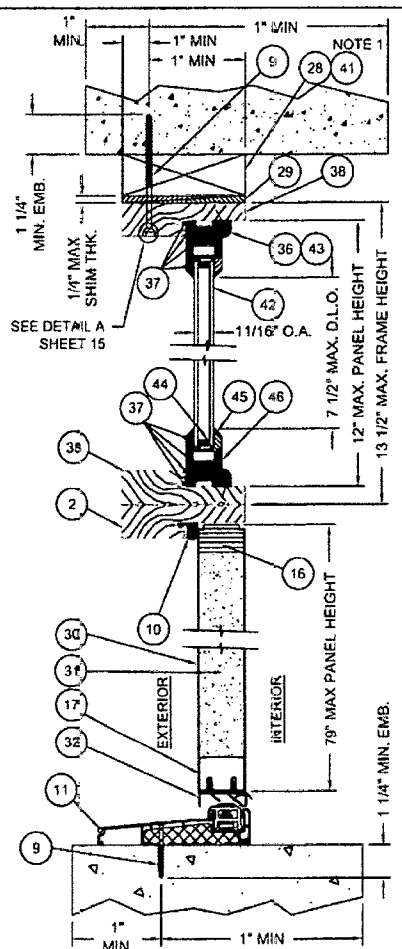 1" MIN
1" MIN.
1" MIN
1" MIN
NOTE 1
9
28
41
29
38
1 1/4" MIN. EMB.
1/4" MAX SHIM THK.
36
43
37
SEE DETAIL A
SHEET 15
42
11/16" O.A.
7 1/2" MAX. D.L.O.
12" MAX. PANEL HEIGHT
13 1/2" MAX. FRAME HEIGHT
44
45
46
37
38
2
16
10
30
31
17
32
EXTERIOR
INTERIOR
79" MAX PANEL HEIGHT
11
1 1/4" MIN. EMB.
9
1" MIN
1" MIN